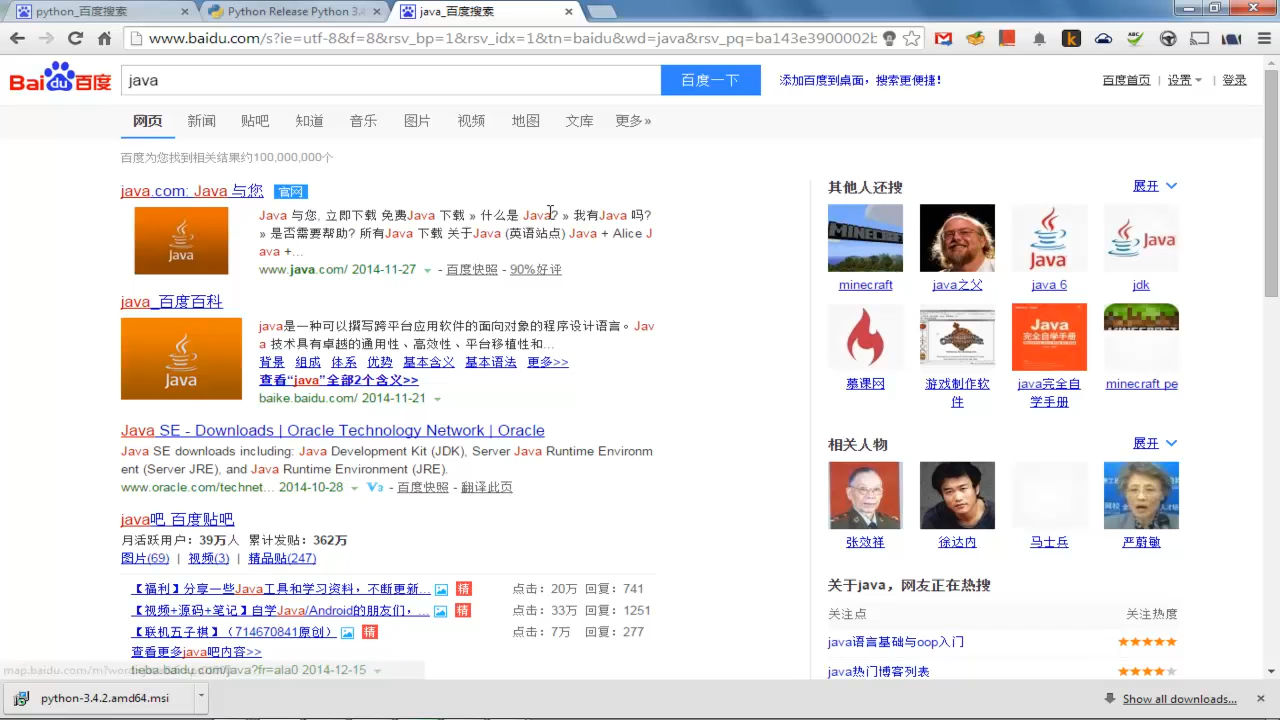 python_百度搜索
Python Release Python 3.4
java_百度搜索
www.baidu.com/s?ie=utf-8&f=8&rsv_bp=1&rsv_idx=1&tn=baidu&wd=java&rsv_pq=ba143e3900002b
Bai du 百度
java
百度一下
添加百度到桌面，搜索更便捷！
百度首页 | 设置 | 登录
网页 新闻 贴吧 知道 音乐 图片 视频 地图 文库 更多»
百度为您找到相关结果约100,000,000个
java.com: Java 与您 官网
Java 与您, 立即下载 免费Java 下载 » 什么是 Java? » 我有Java 吗?
» 是否需要帮助? 所有Java 下载 关于Java (英语站点) Java + Alice J
ava +...
www.java.com/ 2014-11-27 - 百度快照 - 90%好评
Java
java_百度百科
java是一种可以撰写跨平台应用软件的面向对象的程序设计语言。Jav
a 技术具有卓越的通用性、高效性、平台移植性和...
背景 组成 体系 优势 基本含义 基本语法 更多>>
查看“java”全部2个含义>>
baike.baidu.com/ 2014-11-21
Java
Java SE - Downloads | Oracle Technology Network | Oracle
Java SE downloads including: Java Development Kit (JDK), Server Java Runtime Environm
ent (Server JRE), and Java Runtime Environment (JRE).
www.oracle.com/technet... 2014-10-28 V3 - 百度快照 - 翻译此页
java吧_百度贴吧
月活跃用户：39万人 累计发贴：362万
图片(69) | 视频(3) | 精品贴(247)
【福利】分享一些Java工具和学习资料，不断更新... 精 点击：20万 回复：741
【视频+源码+笔记】自学Java/Android的朋友们，... 精 点击：33万 回复：1251
【联机五子棋】（714670841原创） 精 点击：7万 回复：277
查看更多java吧内容>>
tieba.baidu.com/java?fr=ala0 2014-12-15
其他人还搜 展开
MINECRAFT
Java
Java
minecraft java之父 java 6 jdk
Java
完全自学手册
慕课网 游戏制作软
件 java完全自
学手册 minecraft pe
相关人物 展开
张效祥 徐达内 马士兵 严蔚敏
关于java，网友正在热搜
关注点 关注热度
java语言基础与oop入门
java热门博客列表
python-3.4.2.amd64.msi
Show all downloads...